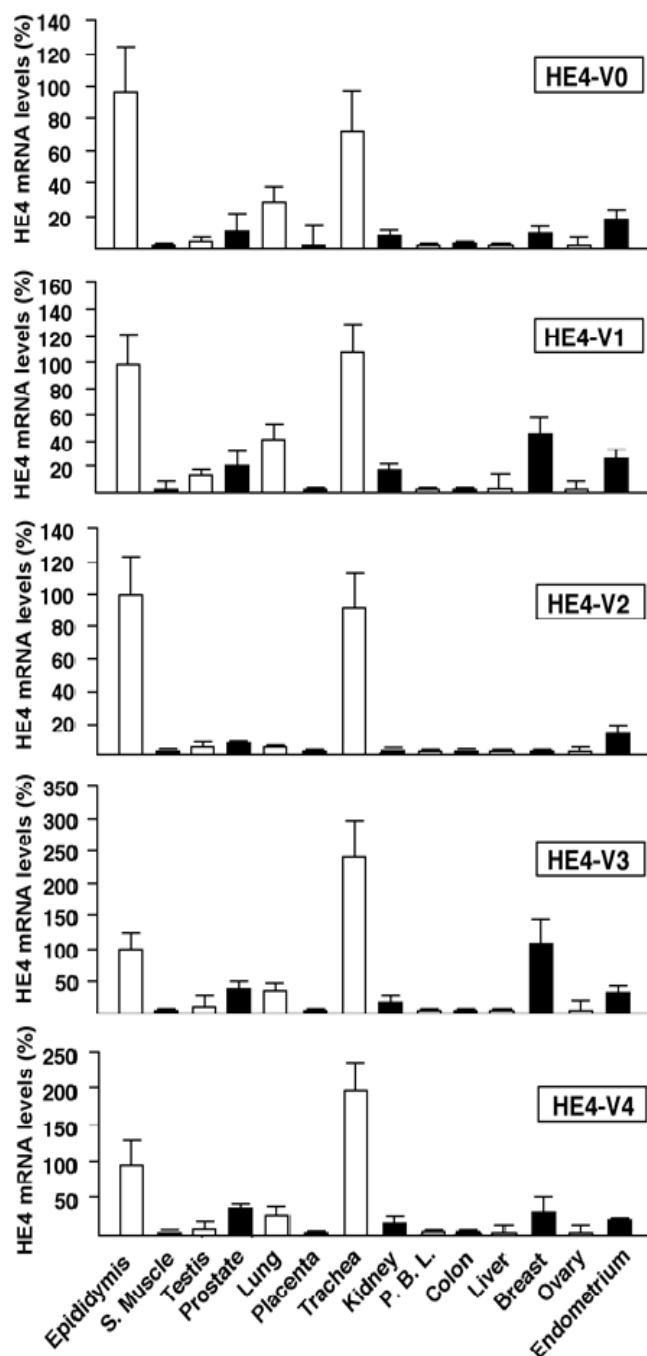 HE4 mRNA levels (%)
140
120
100
80
60
40
20
HE4-V0
HE4 mRNA levels (%)
160
140
120
100
80
60
40
20
HE4-V1
HE4 mRNA levels (%)
140
120
100
80
60
40
20
HE4-V2
HE4 mRNA levels (%)
350
300
250
200
150
100
50
HE4-V3
HE4 mRNA levels (%)
250
200
150
100
50
HE4-V4
Epididymis
S. Muscle
Testis
Prostate
Lung
Placenta
Trachea
Kidney
P. B. L.
Colon
Liver
Breast
Ovary
Endometrium